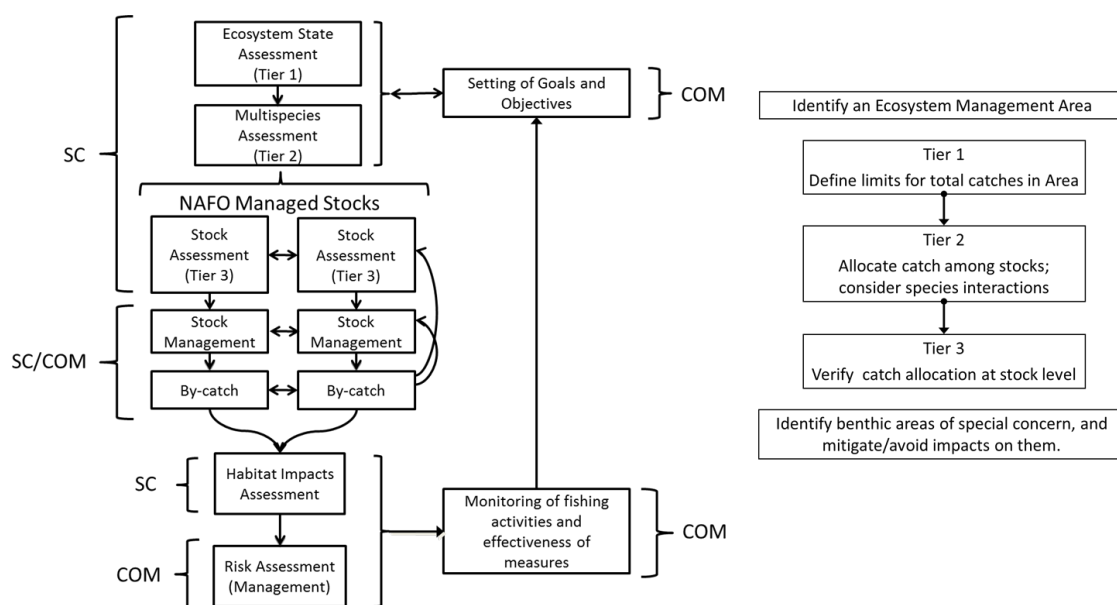 Ecosystem State
Assessment
(Tier 1)
Multispecies
Assessment
(Tier 2)
SC
Setting of Goals and
Objectives
COM
NAFO Managed Stocks
Stock
Assessment
(Tier 3)
Stock
Assessment
(Tier 3)
Stock
Management
Stock
Management
SC/COM
By-catch
By-catch
SC
Habitat Impacts
Assessment
COM
Risk Assessment
(Management)
Monitoring of fishing
activities and
effectiveness of
measures
COM
Identify an Ecosystem Management Area
Tier 1
Define limits for total catches in Area
Tier 2
Allocate catch among stocks;
consider species interactions
Tier 3
Verify catch allocation at stock level
Identify benthic areas of special concern, and
mitigate/avoid impacts on them.